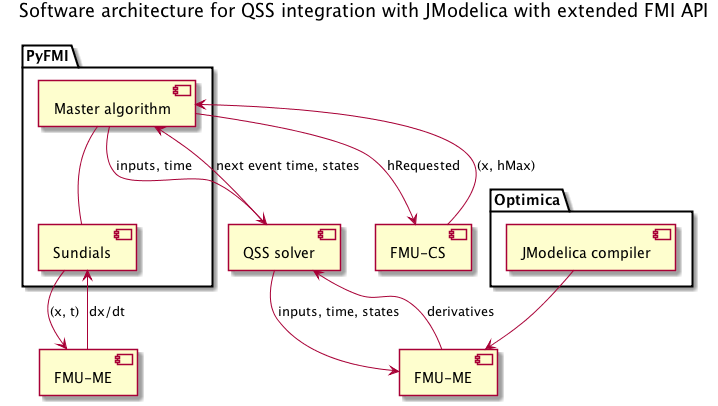 Software architecture for QSS integration with JModelica with extended FMI API
PyFMI
Master algorithm
inputs, time
next event time, states
hRequested
(x, hMax)
Optimica
Sundials
QSS solver
FMU-CS
JModelica compiler
(x, t)
dx/dt
inputs, time, states
derivatives
FMU-ME
FMU-ME